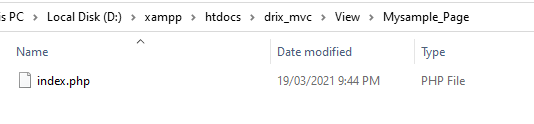 is PC > Local Disk (D:) > xampp > htdocs > drix_mvc > View > Mysample_Page
Name Date modified Type
index.php 19/03/2021 9:44 PM PHP File